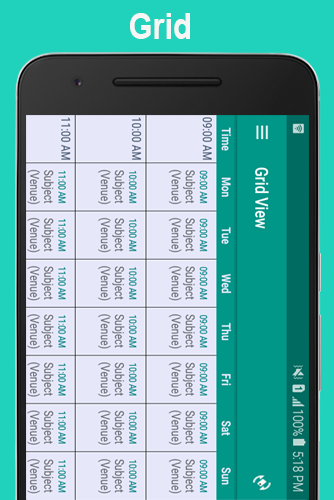 Grid
100% 5:18 PM
Grid View
Time Mon Tue Wed Thu Fri Sat Sun
09:00 AM 09:00 AM 09:00 AM 09:00 AM 09:00 AM 09:00 AM 09:00 AM 09:00 AM
Subject Subject Subject Subject Subject Subject Subject
(Venue) (Venue) (Venue) (Venue) (Venue) (Venue) (Venue)
10:00 AM 10:00 AM 10:00 AM 10:00 AM 10:00 AM 10:00 AM 10:00 AM 10:00 AM
Subject Subject Subject Subject Subject Subject Subject
(Venue) (Venue) (Venue) (Venue) (Venue) (Venue) (Venue)
11:00 AM 11:00 AM 11:00 AM 11:00 AM 11:00 AM 11:00 AM 11:00 AM 11:00 AM
Subject Subject Subject Subject Subject Subject Subject
(Venue) (Venue) (Venue) (Venue) (Venue) (Venue) (Venue)